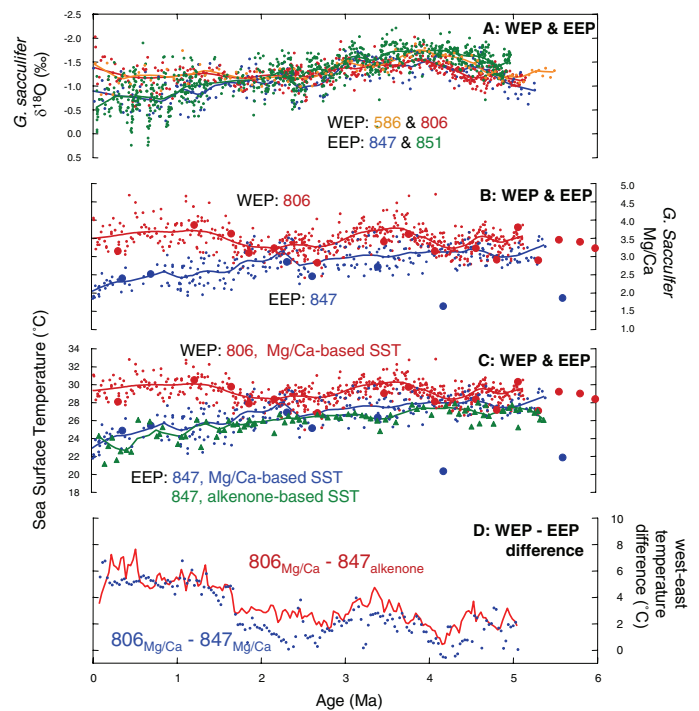 A: WEP & EEP
G. sacculifer
δ18O (‰)
-2.5
-2.0
-1.5
-1.0
-0.5
0.0
0.5
WEP: 586 & 806
EEP: 847 & 851
B: WEP & EEP
WEP: 806
EEP: 847
5.0
4.5
4.0
3.5
3.0
2.5
2.0
1.5
1.0
G. Sacculifer
Mg/Ca
C: WEP & EEP
WEP: 806, Mg/Ca-based SST
EEP: 847, Mg/Ca-based SST
847, alkenone-based SST
Sea Surface Temperature (˚C)
34
32
30
28
26
24
22
20
18
D: WEP - EEP
difference
806Mg/Ca - 847alkenone
806Mg/Ca - 847Mg/Ca
10
8
6
4
2
0
west-east
temperature
difference (˚C)
0 1 2 3 4 5 6
Age (Ma)